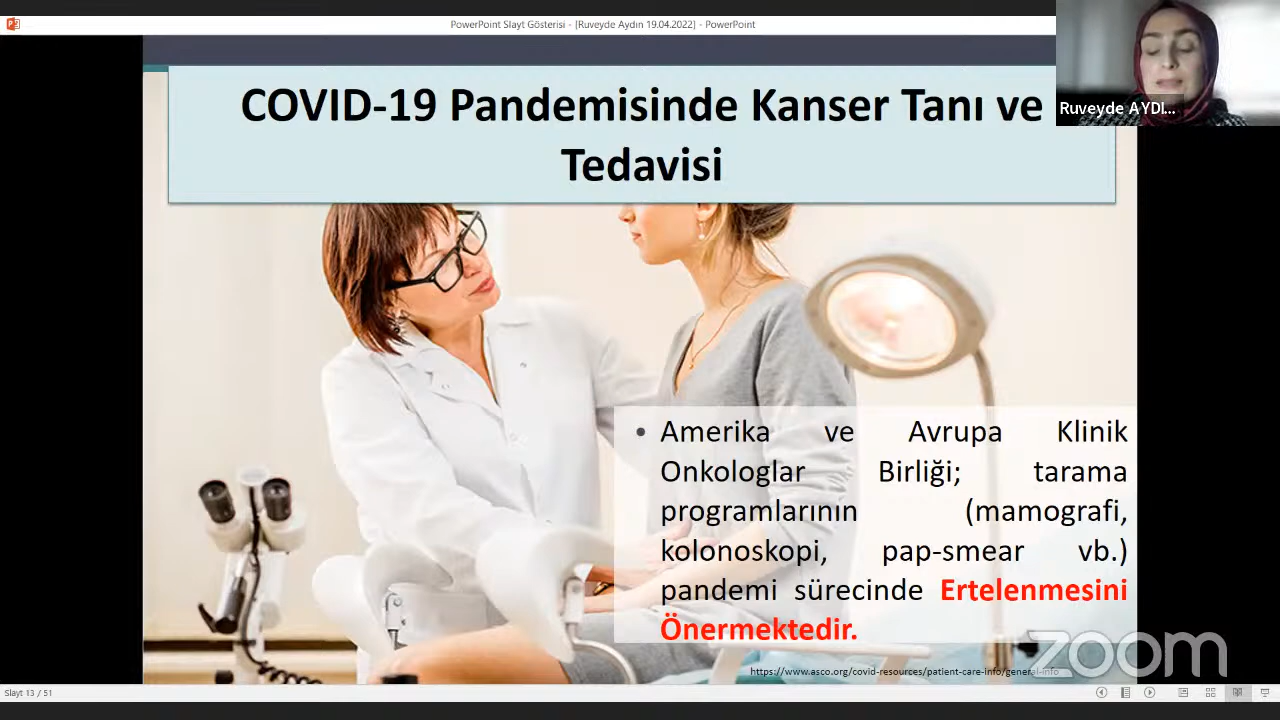 PowerPoint Slayt Gösterisi - [Ruveyde Aydın 19.04.2022] - PowerPoint
Ruveyde AYDI...
COVID-19 Pandemisinde Kanser Tanı ve
Tedavisi
• Amerika ve Avrupa Klinik
Onkologlar Birliği; tarama
programlarının (mamografi,
kolonoskopi, pap-smear vb.)
pandemi sürecinde Ertelenmesini
Önermektedir.
zoom
https://www.asco.org/covid-resources/patient-care-info/general-info
Slayt 13 / 51